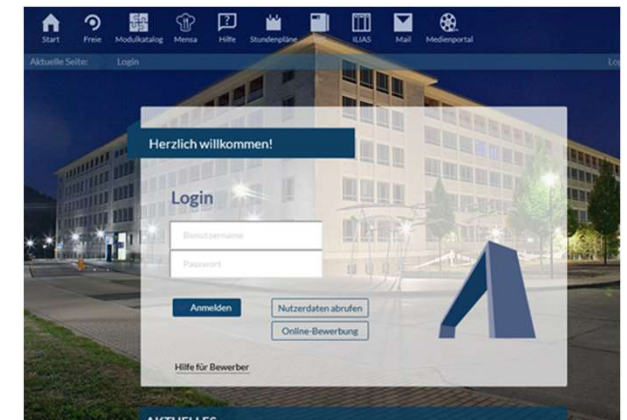 Start Freie Modulkatalog Mensa Hilfe Stundenpläne ILIAS Mail Medienportal
Aktuelle Seite: Login
Herzlich willkommen!
Login
Benutzername
Passwort
Anmelden Nutzerdaten abrufen
Online-Bewerbung
Hilfe für Bewerber
AKTUELLES